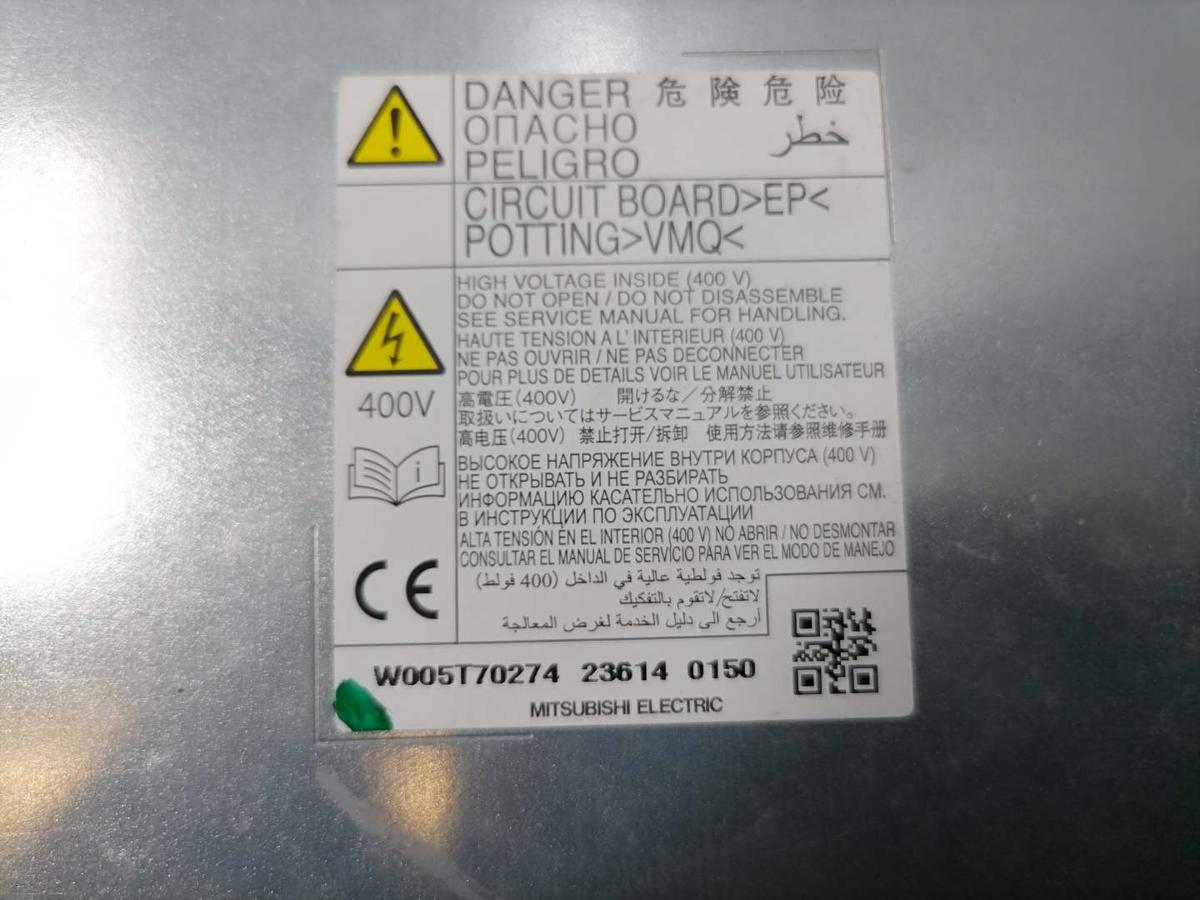 DANGER 危険危险
ОПАСНО خطر
PELIGRO
CIRCUIT BOARD>EP<
POTTING>VMQ<
HIGH VOLTAGE INSIDE (400 V)
DO NOT OPEN / DO NOT DISASSEMBLE
SEE SERVICE MANUAL FOR HANDLING.
HAUTE TENSION A L' INTERIEUR (400 V)
NE PAS OUVRIR / NE PAS DECONNECTER
POUR PLUS DE DETAILS VOIR LE MANUEL UTILISATEUR
400V
高電圧(400V) 開けるな／分解禁止
取扱いについてはサービスマニュアルを参照ください。
高电压(400V) 禁止打开/拆卸 使用方法请参照维修手册
i
ВЫСОКОЕ НАПРЯЖЕНИЕ ВНУТРИ КОРПУСА (400 V)
НЕ ОТКРЫВАТЬ И НЕ РАЗБИРАТЬ
ИНФОРМАЦИЮ КАСАТЕЛЬНО ИСПОЛЬЗОВАНИЯ СМ.
В ИНСТРУКЦИИ ПО ЭКСПЛУАТАЦИИ
ALTA TENSIÓN EN EL INTERIOR (400 V) NO ABRIR / NO DESMONTAR
CONSULTAR EL MANUAL DE SERVICIO PARA VER EL MODO DE MANEJO
CE
توجد فولطية عالية في الداخل (400 فولط)
لاتفتح/لاتقوم بالتفكيك
أرجع الى دليل الخدمة لغرض المعالجة
W005T70274 23614 0150
MITSUBISHI ELECTRIC